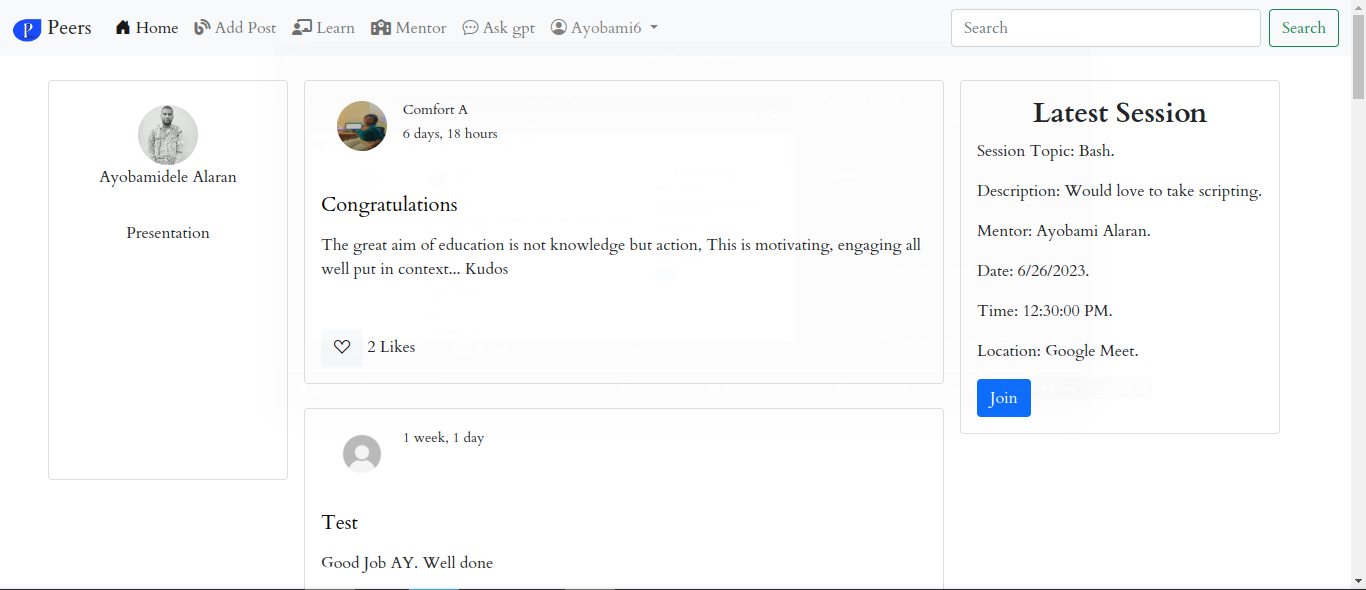 Peers Home Add Post Learn Mentor Ask gpt Ayobami6 Search Search
Ayobamidele Alaran
Presentation
Comfort A
6 days, 18 hours
Congratulations
The great aim of education is not knowledge but action, This is motivating, engaging all
well put in context... Kudos
2 Likes
1 week, 1 day
Test
Good Job AY. Well done
Latest Session
Session Topic: Bash.
Description: Would love to take scripting.
Mentor: Ayobami Alaran.
Date: 6/26/2023.
Time: 12:30:00 PM.
Location: Google Meet.
Join